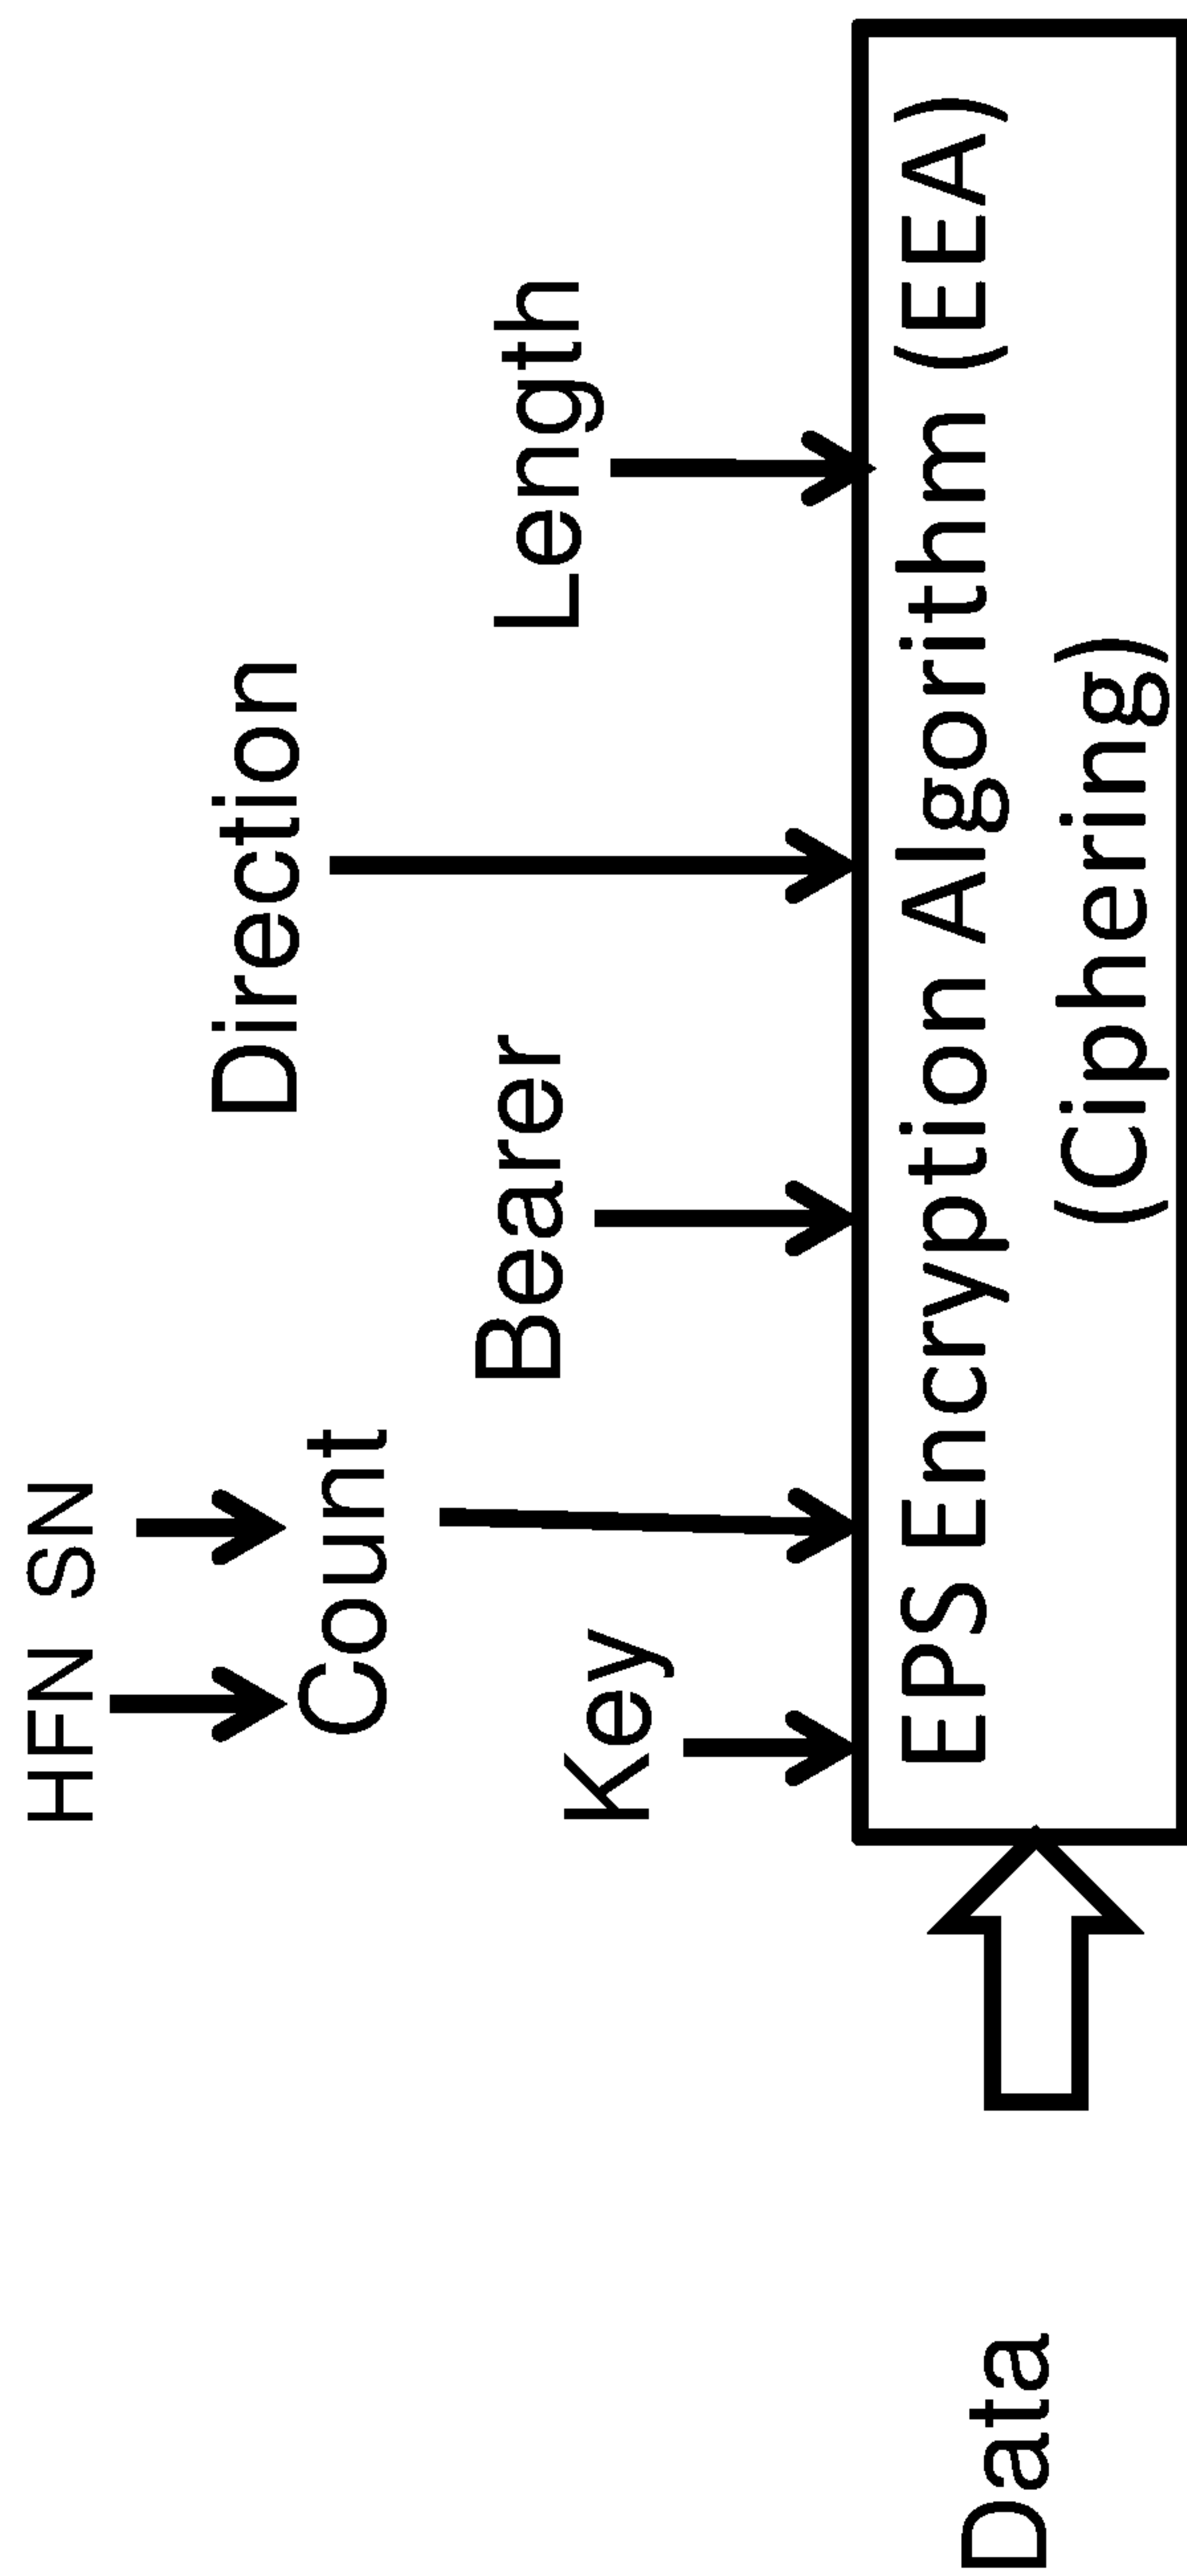 HFN SN
Direction
Count
Bearer
Length
Key
EPS Encryption Algorithm (EEA)
(Ciphering)
Data